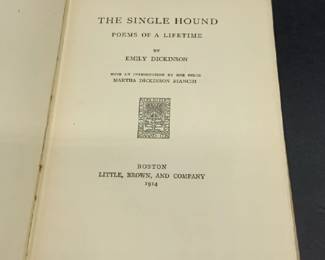 THE SINGLE HOUND
POEMS OF A LIFETIME
BY
EMILY DICKINSON
WITH AN INTRODUCTION BY HER NIECE
MARTHA DICKINSON BIANCHI
BOSTON
LITTLE, BROWN, AND COMPANY
1914